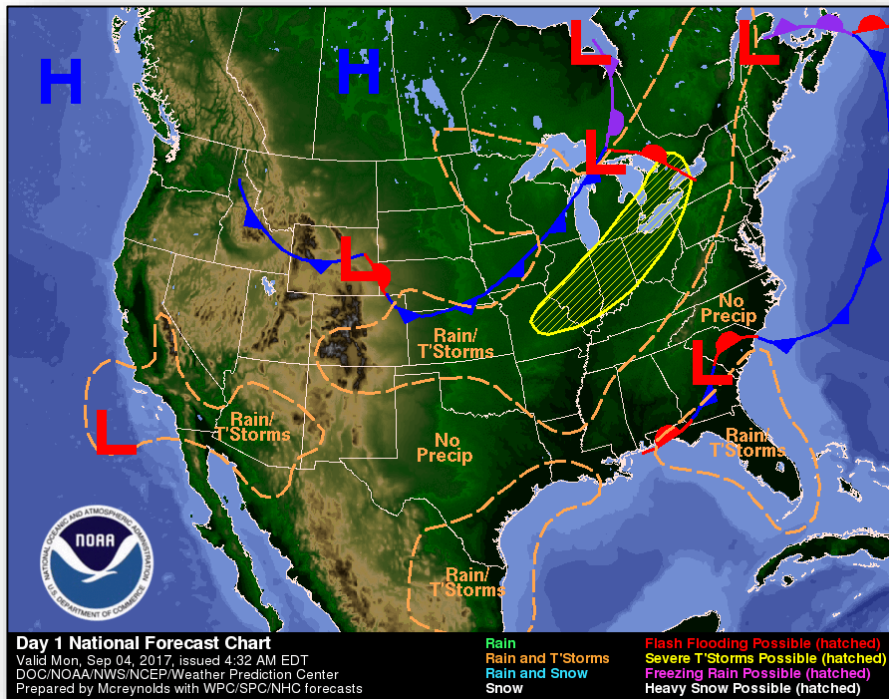 H
H
L
L
L
L
No
Precip
Rain/
T'Storms
L
L
Rain/
T'Storms
No
Precip
Rain/
T'Storms
L
Rain/
T'Storms
NATIONAL OCEANIC AND ATMOSPHERIC ADMINISTRATION
NOAA
U.S. DEPARTMENT OF COMMERCE
Day 1 National Forecast Chart
Valid Mon, Sep 04, 2017, issued 4:32 AM EDT
DOC/NOAA/NWS/NCEP/Weather Prediction Center
Prepared by Mcreynolds with WPC/SPC/NHC forecasts
Rain
Rain and T'Storms
Rain and Snow
Snow
Flash Flooding Possible (hatched)
Severe T'Storms Possible (hatched)
Freezing Rain Possible (hatched)
Heavy Snow Possible (hatched)